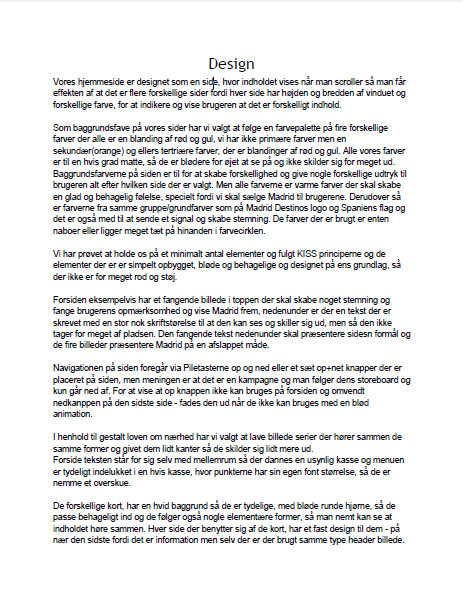 Design
Vores hjemmeside er designet som en side, hvor indholdet vises når man scroller så man får
effekten af at det er flere forskellige sider fordi hver side har højden og bredden af vinduet og
forskellige farve, for at indikere og vise brugeren at det er forskelligt indhold.
Som baggrundsfave på vores sider har vi valgt at følge en farvepalette på fire forskellige
farver der alle er en blanding af rød og gul, vi har ikke primære farver men en
sekundær(orange) og ellers tertriære farver, der er blandinger af rød og gul. Alle vores farver
er til en hvis grad matte, så de er blødere for øjet at se på og ikke skilder sig for meget ud.
Baggrundsfarverne på siden er til for at skabe forskellighed og give nogle forskellige udtryk til
brugeren alt efter hvilken side der er valgt. Men alle farverne er varme farver der skal skabe
en glad og behagelig følelse, specielt fordi vi skal sælge Madrid til brugerene. Derudover så
er farverne fra samme gruppe/grundfarver som på Madrid Destinos logo og Spaniens flag og
det er også med til at sende et signal og skabe stemning. De farver der er brugt er enten
naboer eller ligger meget tæt på hinanden i farvecirklen.
Vi har prøvet at holde os på et minimalt antal elementer og fulgt KISS principerne og de
elementer der er er simpelt opbygget, bløde og behagelige og designet på ens grundlag, så
der ikke er for meget rod og støj.
Forsiden eksempelvis har et fangende billede i toppen der skal skabe noget stemning og
fange brugerens opmærksomhed og vise Madrid frem, nedenunder er der en tekst der er
skrevet med en stor nok skriftstørelse til at den kan ses og skiller sig ud, men så den ikke
tager for meget af pladsen. Den fangende tekst nedenunder skal præsentere sidesn formål og
de fire billeder præsentere Madrid på en afslappet måde.
Navigationen på siden foregår via Piletasterne op og ned eller et sæt op+net knapper der er
placeret på siden, men meningen er at det er en kampagne og man følger dens storeboard og
kun går ned af. For at vise at op knappen ikke kan bruges på forsiden og omvendt
nedkanppen på den sidste side - fades den ud når de ikke kan bruges med en blød
animation.
I henhold til gestalt loven om nærhed har vi valgt at lave billede serier der hører sammen de
samme former og givet dem lidt kanter så de skilder sig lidt mere ud.
Forside teksten står for sig selv med mellemrum så der dannes en usynlig kasse og menuen
er tydeligt indelukket i en hvis kasse, hvor punkterne har sin egen font størrelse, så de er
nemme et overskue.
De forskellige kort, har en hvid baggrund så de er tydelige, med bløde runde hjørne, så de
passe behageligt ind og de følger også nogle elementære former, så man nemt kan se at
indholdet høre sammen. Hver side der benytter sig af de kort, har et fast design til dem - på
nær den sidste fordi det er information men selv der er der brugt samme type header billede.